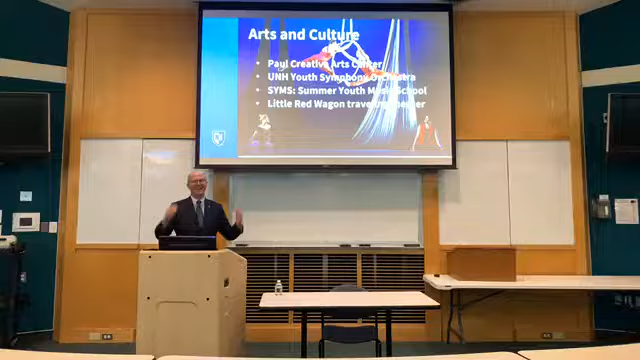 Arts and Culture
• Paul Creative Arts Center
• UNH Youth Symphony Orchestra
• SYMS: Summer Youth Music School
• Little Red Wagon traveling theater